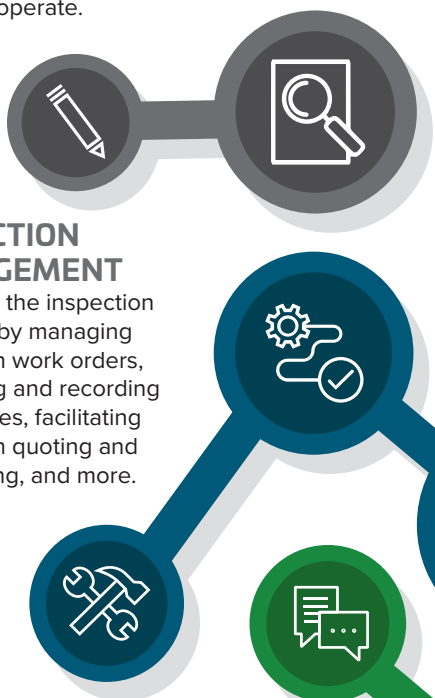 operate.
CTION
GEMENT
the inspection
by managing
work orders,
g and recording
es, facilitating
quoting and
ng, and more.